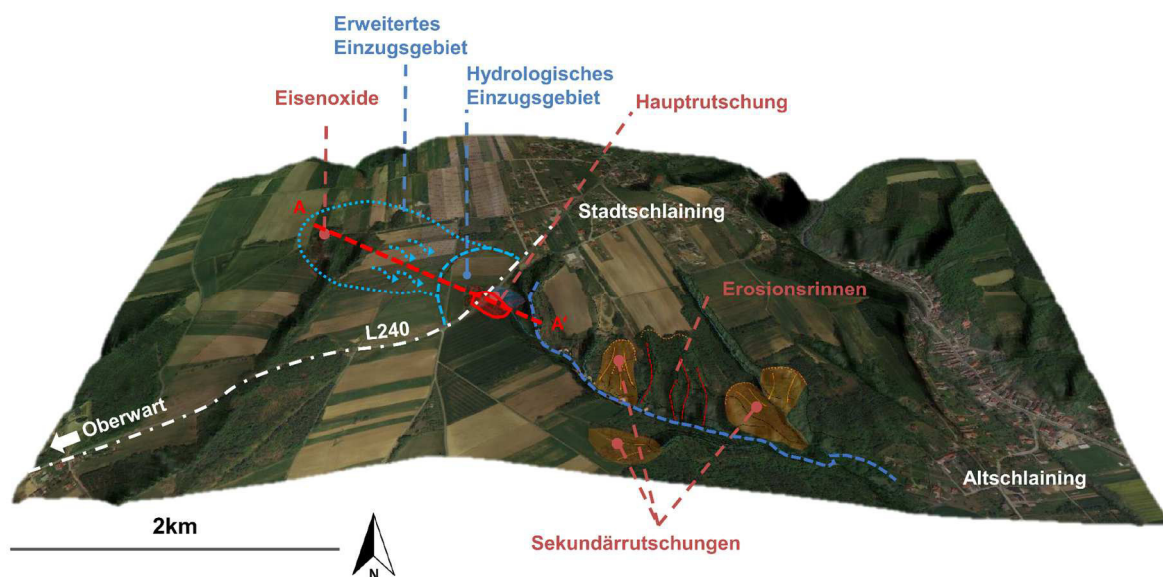 Erweitertes
Einzugsgebiet
Hydrologisches
Einzugsgebiet
Eisenoxide
Hauptrutschung
A
Stadtschlaining
Erosionsrinnen
L240
A'
Oberwart
Altschlaining
2km
Sekundärrutschungen
N